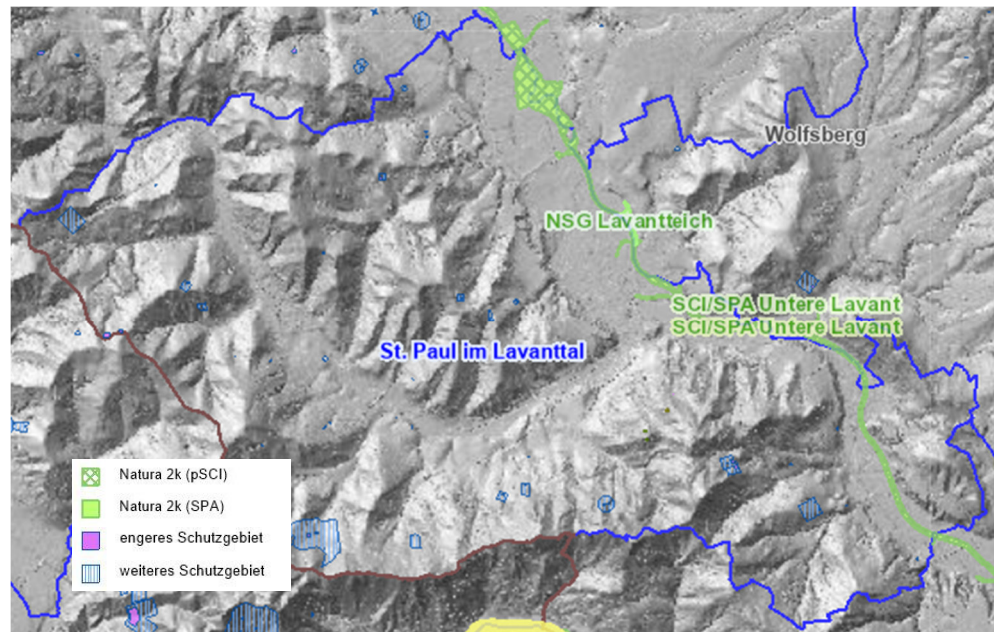 Wolfsberg
NSG Lavantteich
SCI/SPA Untere Lavant
SCI/SPA Untere Lavant
St. Paul im Lavanttal
Natura 2k (pSCI)
Natura 2k (SPA)
engeres Schutzgebiet
weiteres Schutzgebiet